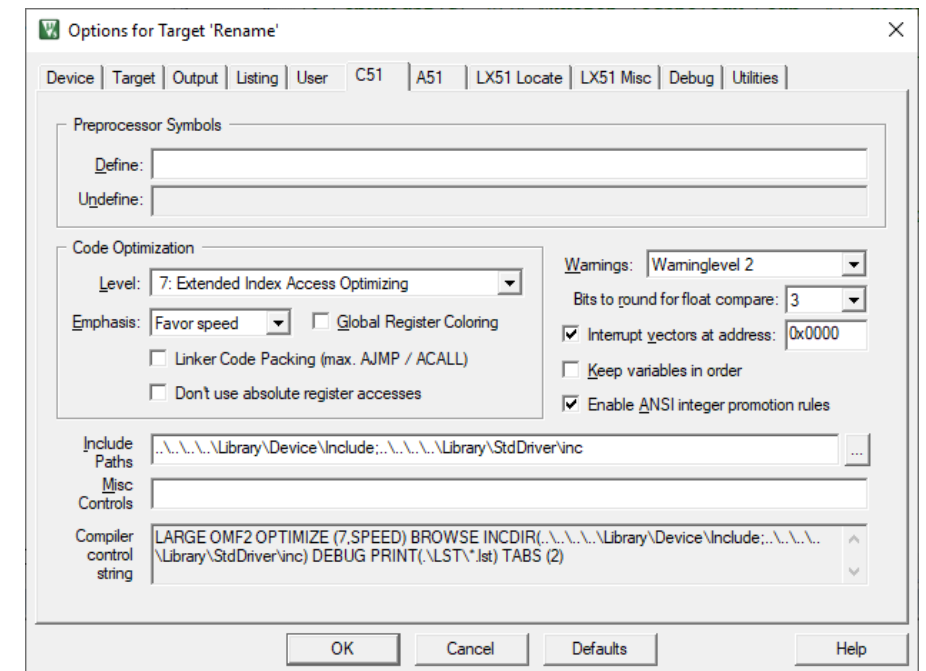 Options for Target 'Rename'
Device Target Output Listing User C51 A51 LX51 Locate LX51 Misc Debug Utilities
Preprocessor Symbols
Define:
Undefine:
Code Optimization
Level: 7: Extended Index Access Optimizing
Emphasis: Favor speed Global Register Coloring
Linker Code Packing (max. AJMP / ACALL)
Don't use absolute register accesses
Warnings: Warninglevel 2
Bits to round for float compare: 3
Interrupt vectors at address: 0x0000
Keep variables in order
Enable ANSI integer promotion rules
Include Paths ..\..\..\..\Library\Device\Include;..\..\..\..\Library\StdDriver\inc ...
Misc Controls
Compiler control string
LARGE OMF2 OPTIMIZE (7,SPEED) BROWSE INCDIR(..\..\..\..\Library\Device\Include;..\..\..\..
\Library\StdDriver\inc) DEBUG PRINT(.\LST\*.lst) TABS (2)
OK Cancel Defaults Help